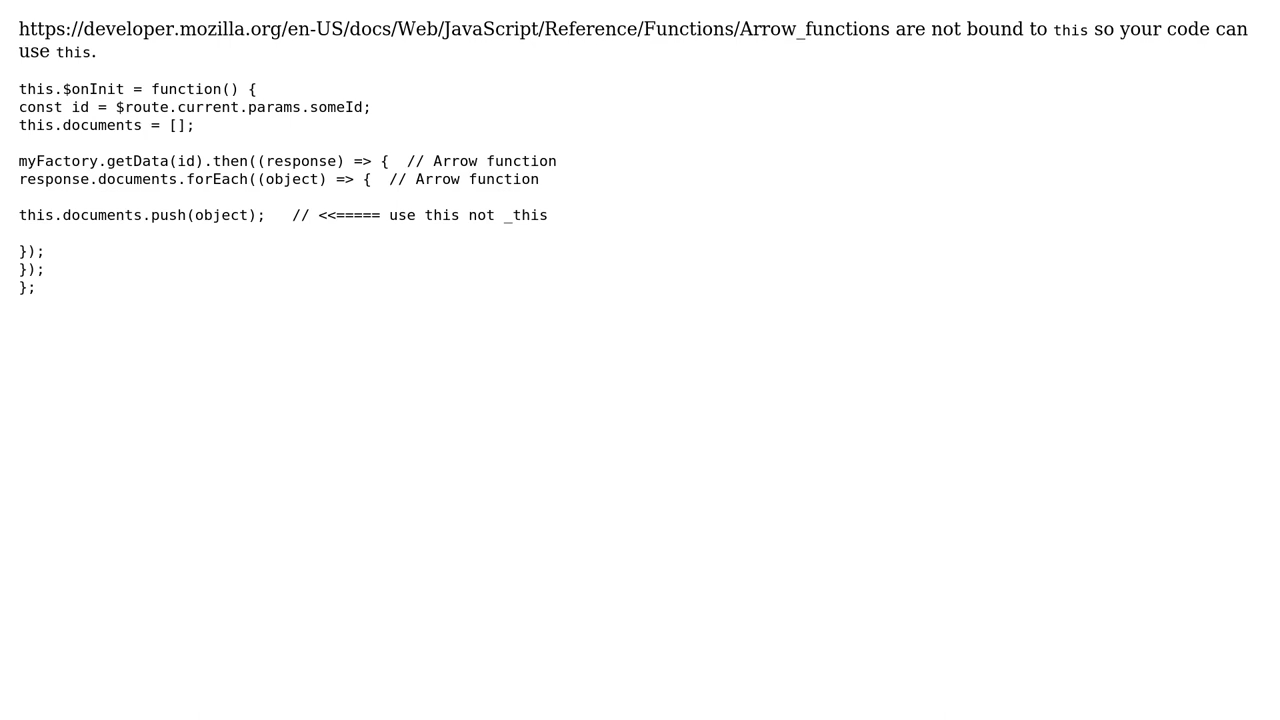 https://developer.mozilla.org/en-US/docs/Web/JavaScript/Reference/Functions/Arrow_functions are not bound to this so your code can
use this.
this.$onInit = function() {
const id = $route.current.params.someId;
this.documents = [];
myFactory.getData(id).then((response) => {  // Arrow function
response.documents.forEach((object) => {  // Arrow function
this.documents.push(object);   // <<===== use this not _this
});
});
};